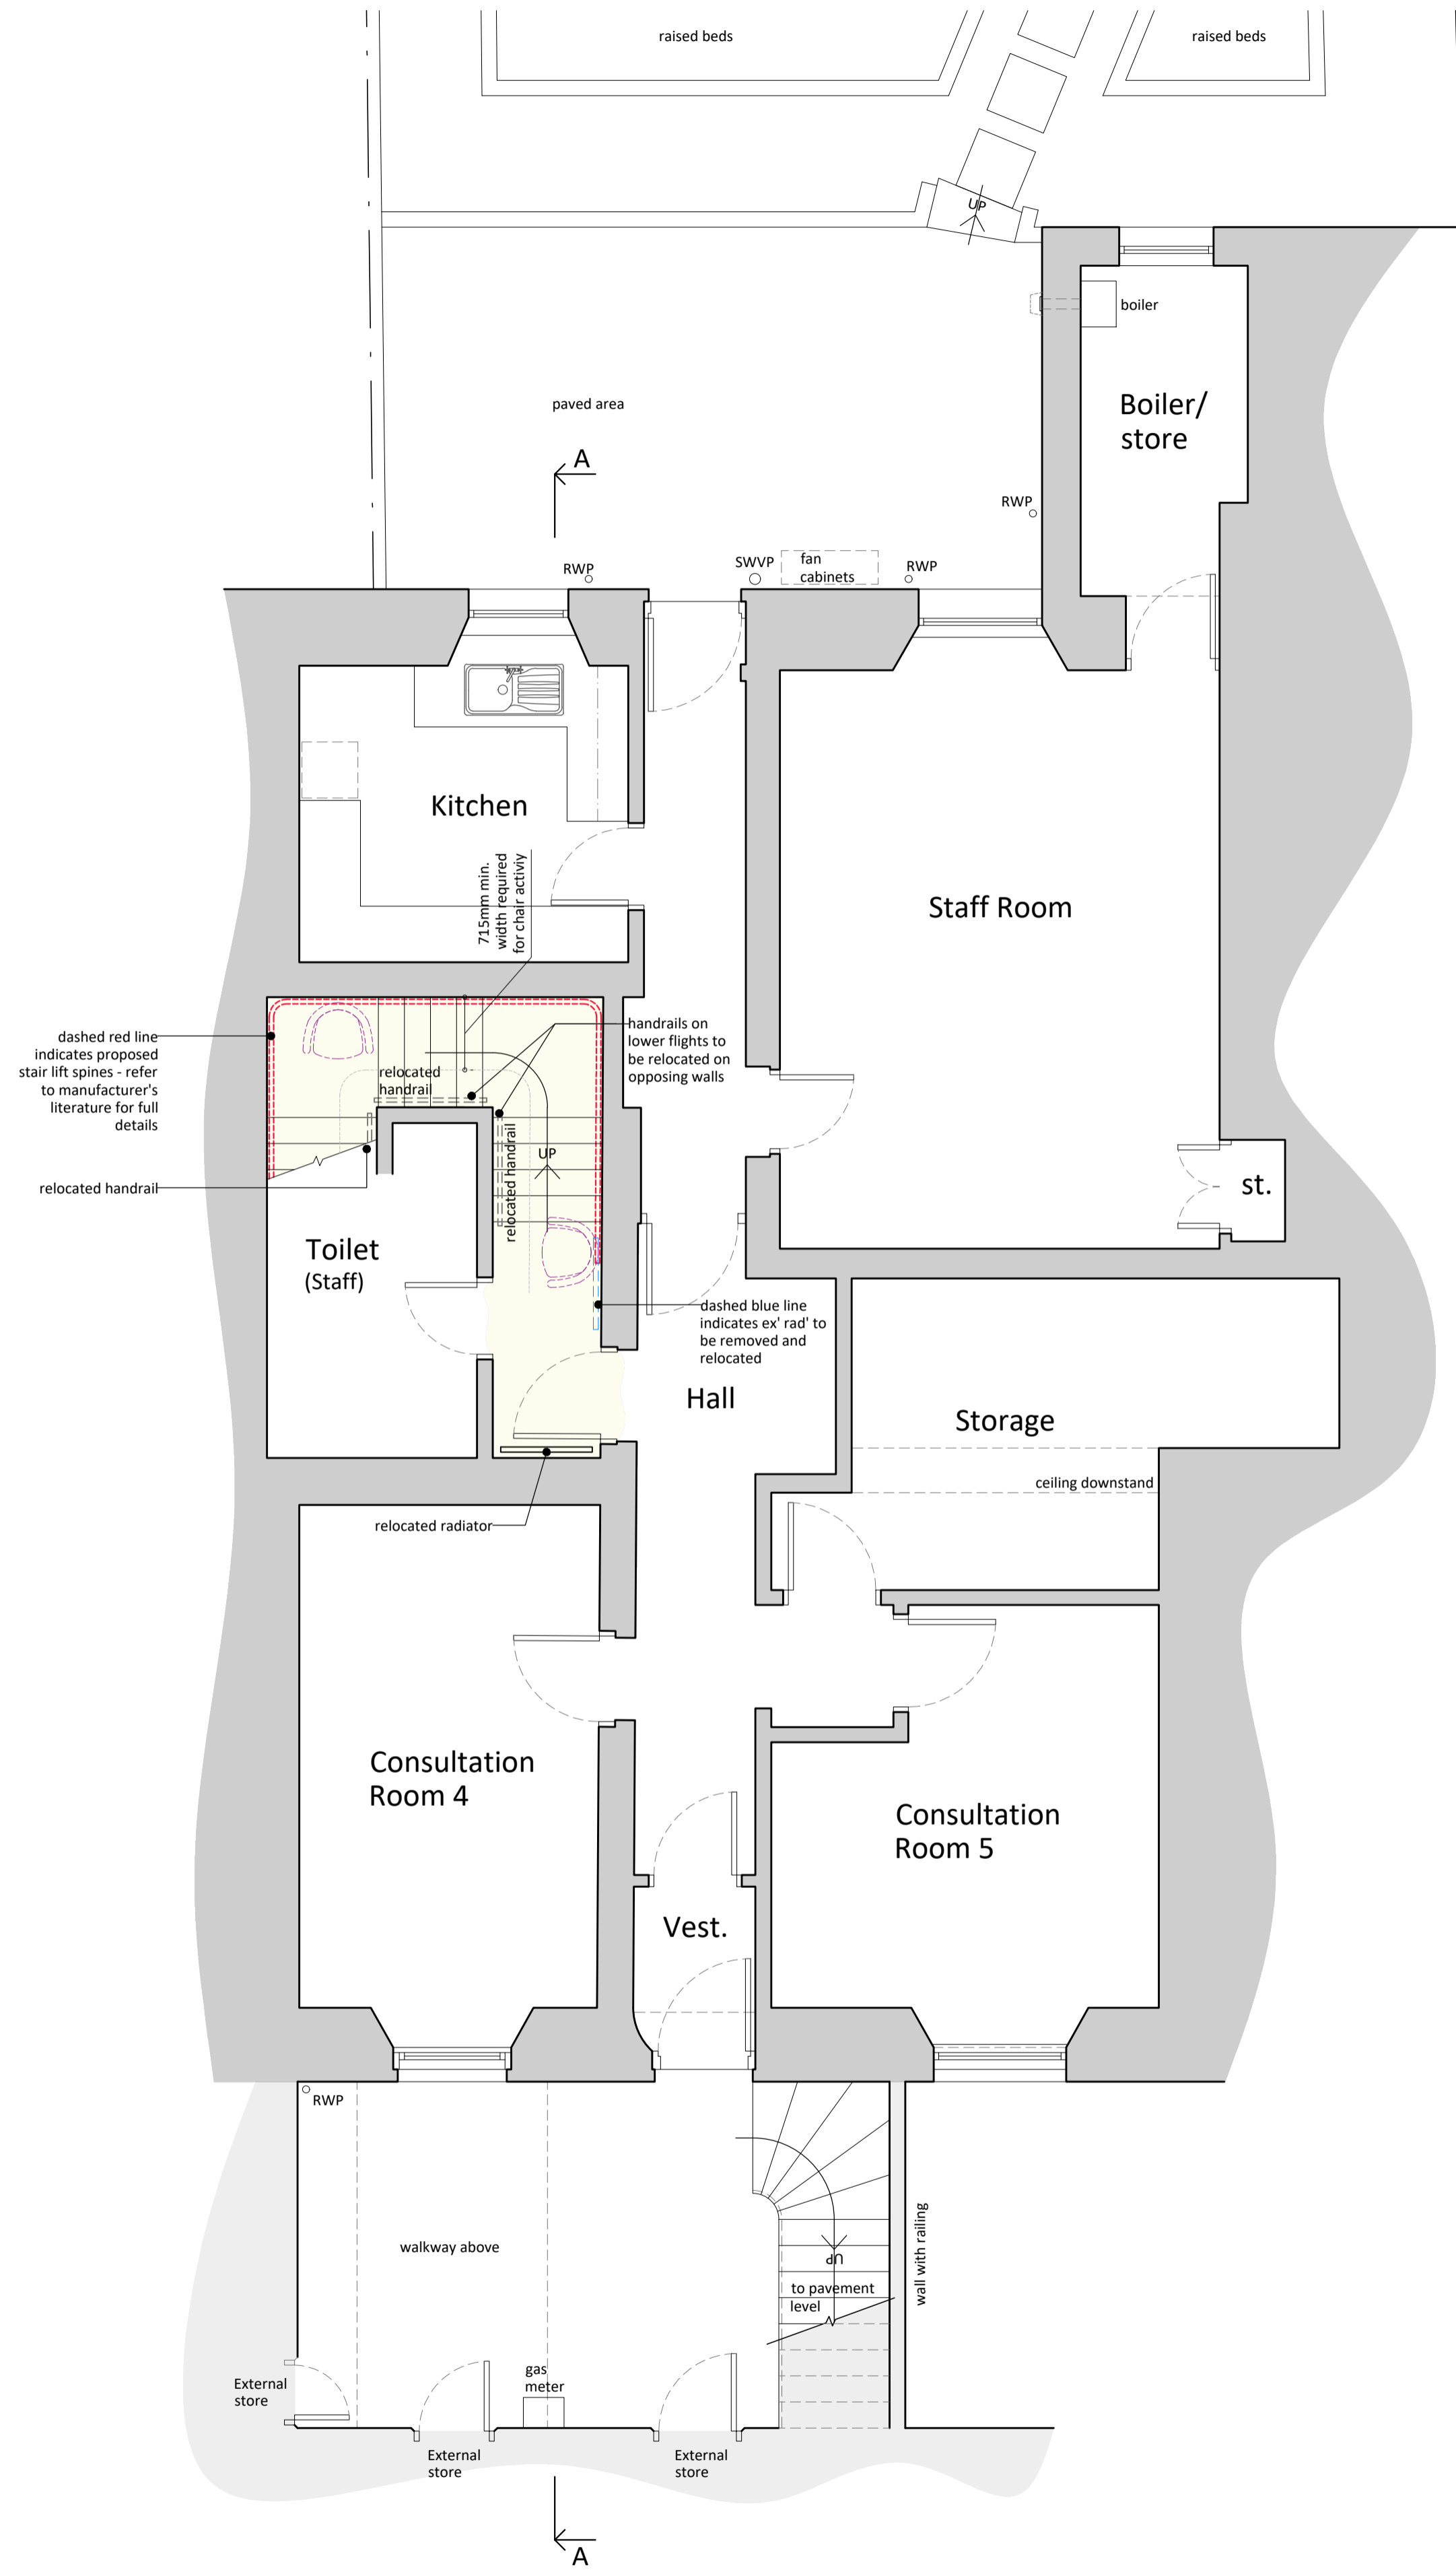 raised beds
raised beds
UP
boiler
Boiler/
store
paved area
A
RWP
RWP
SWVP
fan
cabinets
RWP
Kitchen
715mm min.
width required
for chair activiy
Staff Room
dashed red line
indicates proposed
stair lift spines - refer
to manufacturer's
literature for full
details
relocated
handrail
handrails on
lower flights to
be relocated on
opposing walls
relocated handrail
UP
relocated handrail
st.
Toilet
(Staff)
dashed blue line
indicates ex' rad' to
be removed and
relocated
Hall
Storage
ceiling downstand
relocated radiator
Consultation
Room 4
Consultation
Room 5
Vest.
RWP
walkway above
UP
to pavement
level
wall with railing
External
store
gas
meter
External
store
External
store
A